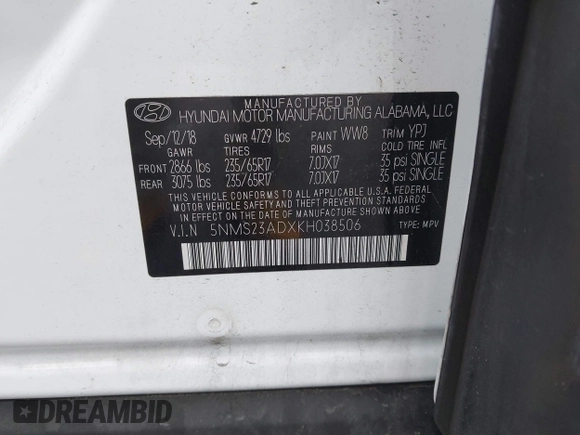 MANUFACTURED BY
HYUNDAI MOTOR MANUFACTURING ALABAMA, LLC
Sep/12/18 GVWR 4729 lbs PAINT WW8 TRIM YPJ
GAWR TIRES RIMS COLD TIRE INFL
FRONT 2866 lbs 235/65R17 7.0JX17 35 psi SINGLE
REAR 3075 lbs 235/65R17 7.0JX17 35 psi SINGLE
THIS VEHICLE CONFORMS TO ALL APPLICABLE U.S.A. FEDERAL
MOTOR VEHICLE SAFETY AND THEFT PREVENTION STANDARDS
IN EFFECT ON THE DATE OF MANUFACTURE SHOWN ABOVE.
V.I.N 5NMS23ADXKH038506 TYPE: MPV
DREAMBID